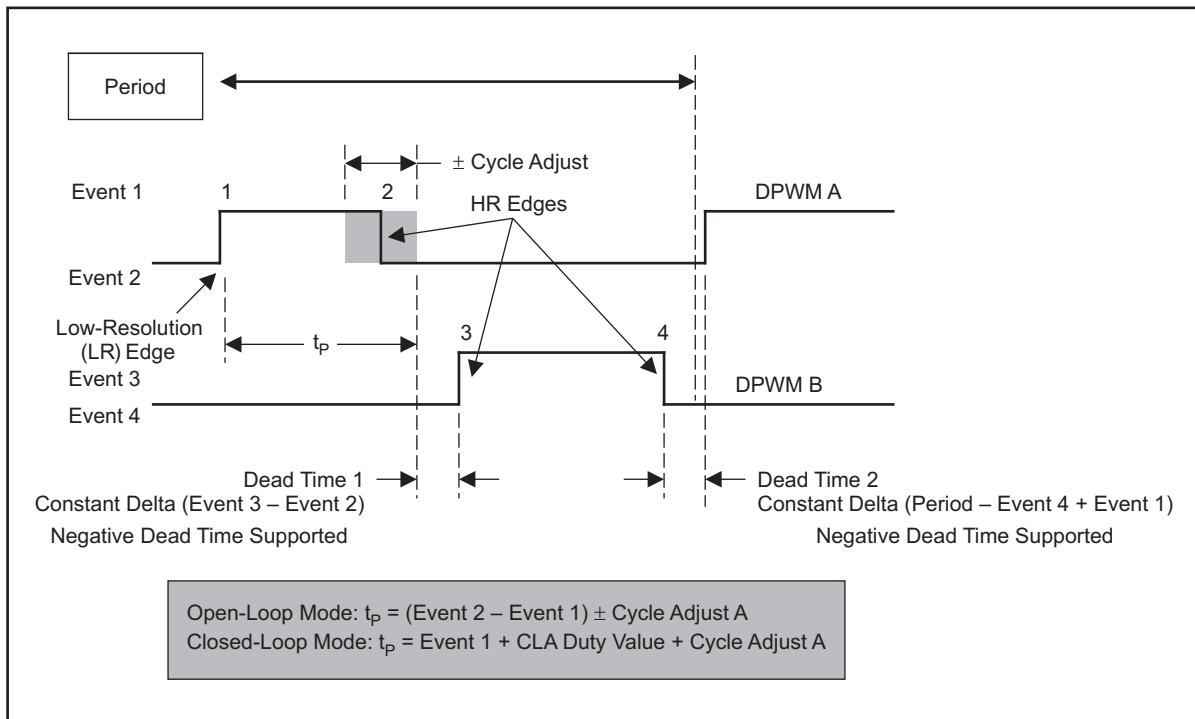 Period
± Cycle Adjust
Event 1
1
2
HR Edges
DPWM A
Event 2
Low-Resolution
(LR) Edge
tP
3
4
Event 3
DPWM B
Event 4
Dead Time 1
Constant Delta (Event 3 – Event 2)
Negative Dead Time Supported
Dead Time 2
Constant Delta (Period – Event 4 + Event 1)
Negative Dead Time Supported
Open-Loop Mode: tP = (Event 2 – Event 1) ± Cycle Adjust A
Closed-Loop Mode: tP = Event 1 + CLA Duty Value + Cycle Adjust A